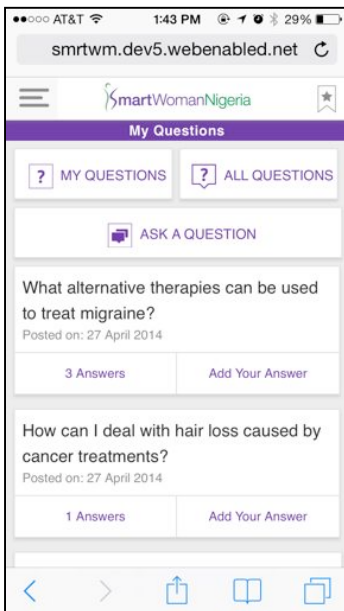 AT&T 1:43 PM 29%
smrtwm.dev5.webenabled.net
SmartWomanNigeria
My Questions
? MY QUESTIONS ? ALL QUESTIONS
ASK A QUESTION
What alternative therapies can be used
to treat migraine?
Posted on: 27 April 2014
3 Answers Add Your Answer
How can I deal with hair loss caused by
cancer treatments?
Posted on: 27 April 2014
1 Answers Add Your Answer